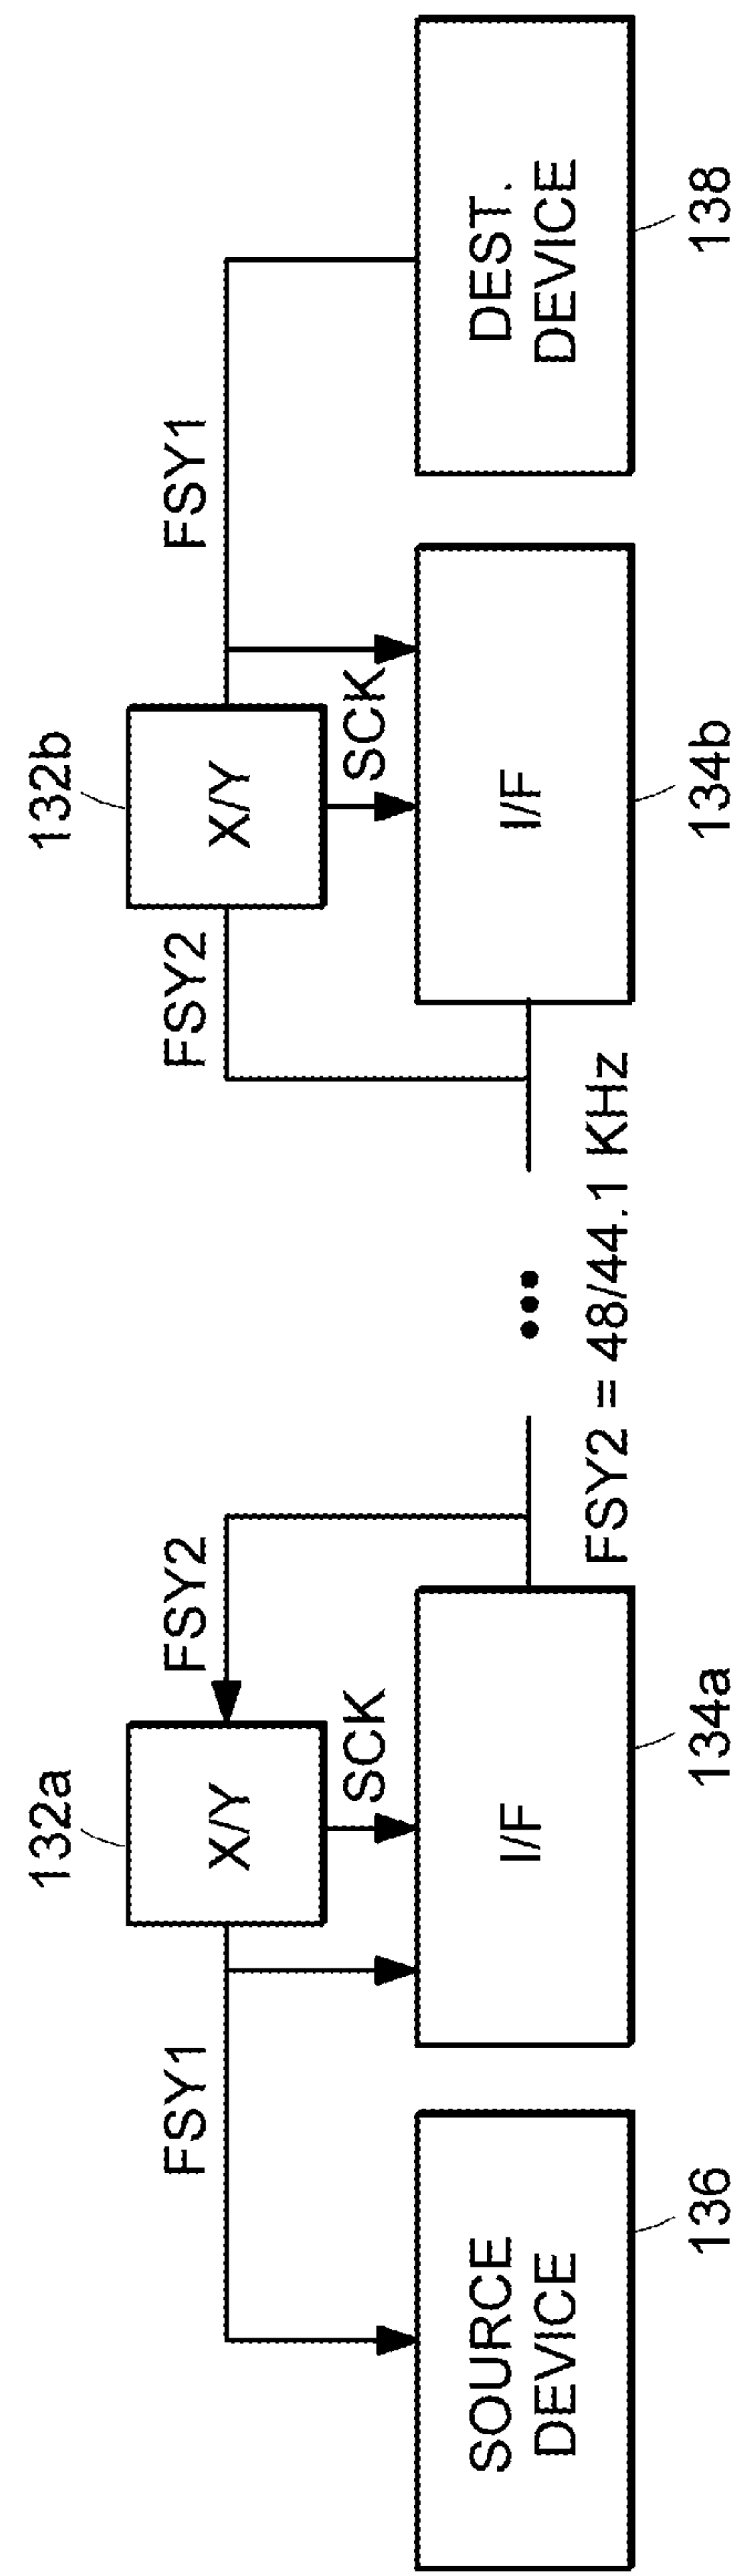 132a
132b
X/Y
X/Y
FSY1
FSY2
FSY2
FSY1
SCK
SCK
SOURCE
DEVICE
I/F
•••
I/F
DEST.
DEVICE
FSY2 = 48/44.1 KHz
136
134a
134b
138